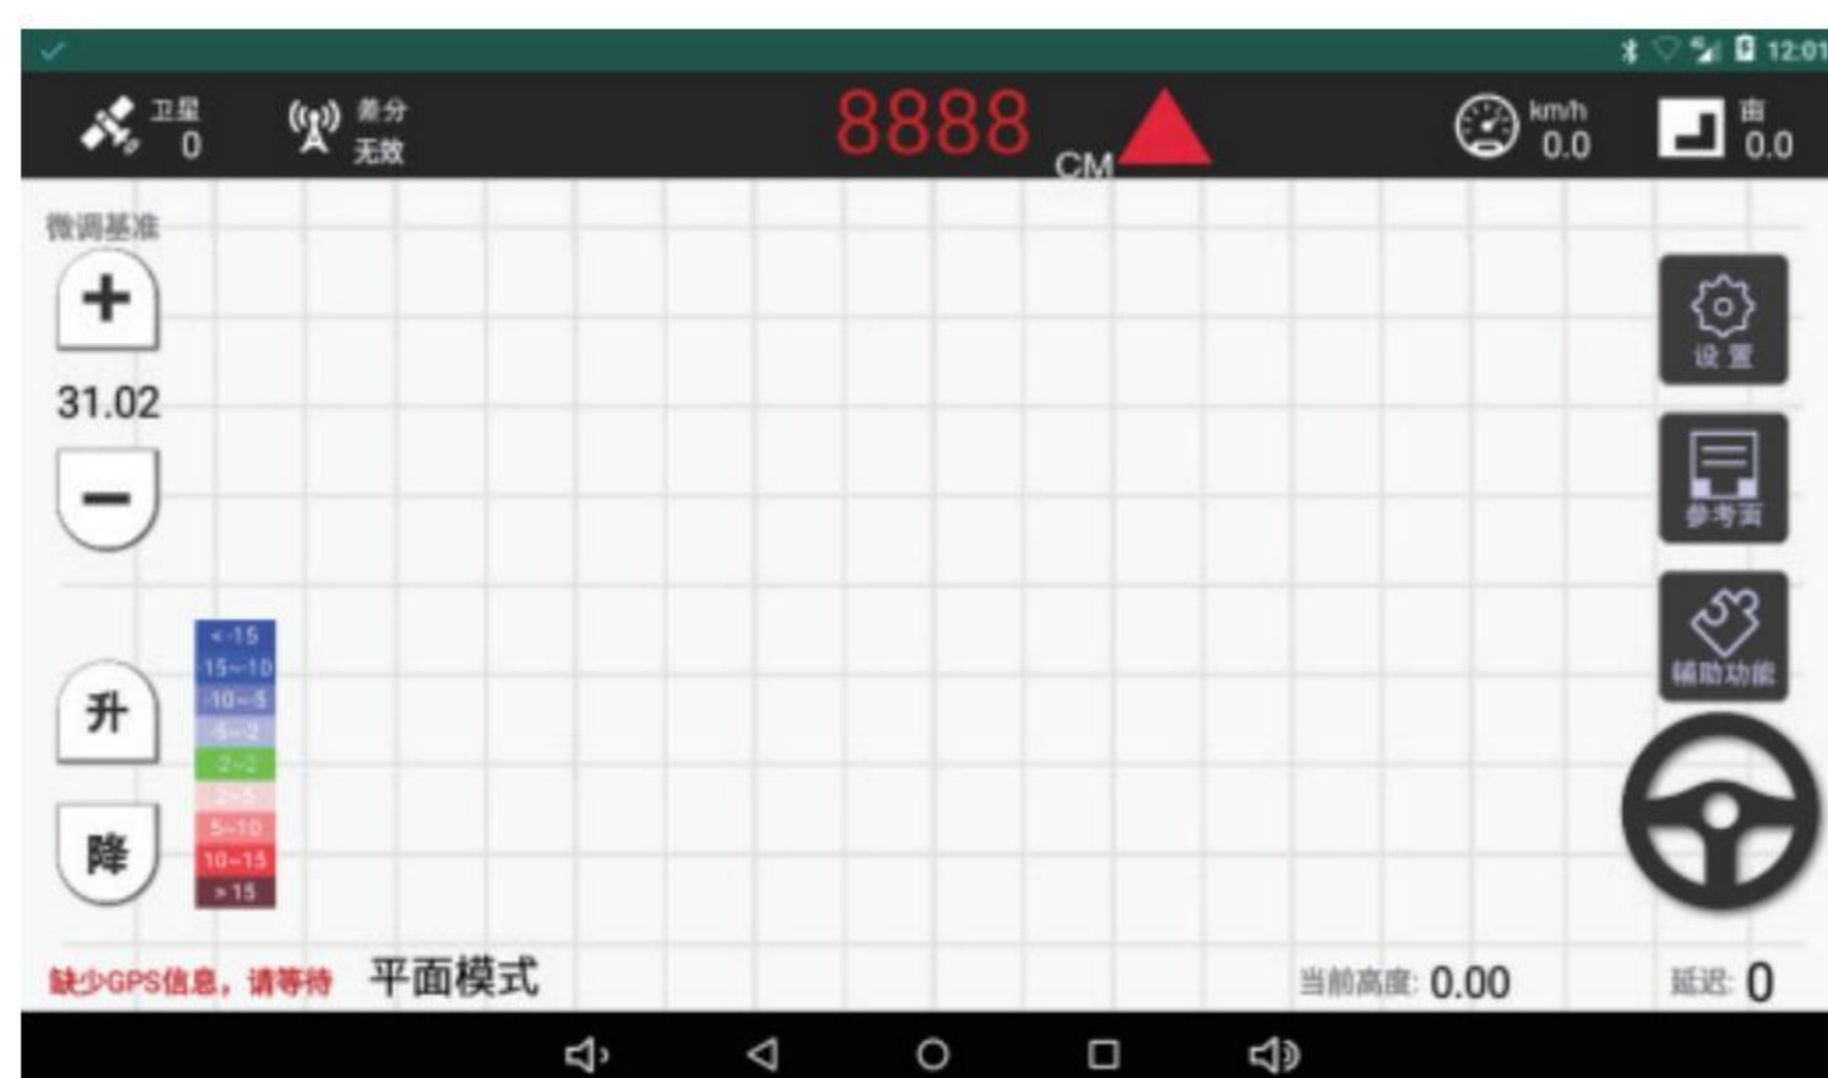 12:01
卫星
0
差分
无效
8888
CM
km/h
0.0
亩
0.0
微调基准
+
31.02
−
设置
参考面
辅助功能
升
降
<-15
-15~-10
-10~-5
-5~-2
-2~2
2~5
5~10
10~15
>15
缺少GPS信息，请等待
平面模式
当前高度: 0.00
延迟: 0